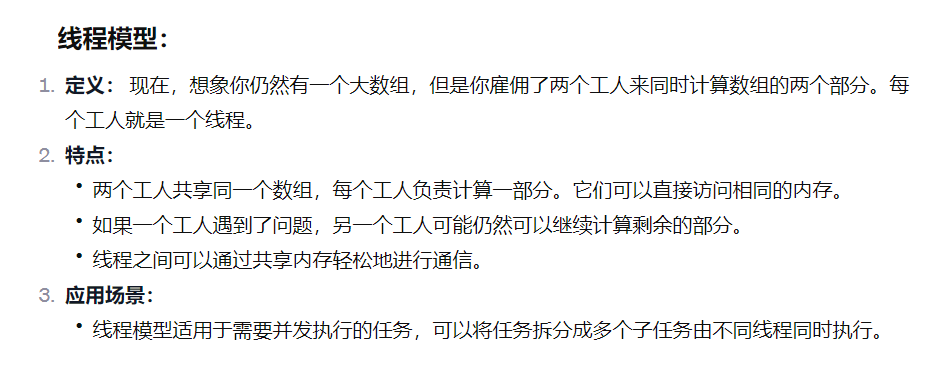 线程模型：
1. 定义： 现在，想象你仍然有一个大数组，但是你雇佣了两个工人来同时计算数组的两个部分。每
个工人就是一个线程。
2. 特点：
• 两个工人共享同一个数组，每个工人负责计算一部分。它们可以直接访问相同的内存。
• 如果一个工人遇到了问题，另一个工人可能仍然可以继续计算剩余的部分。
• 线程之间可以通过共享内存轻松地进行通信。
3. 应用场景：
• 线程模型适用于需要并发执行的任务，可以将任务拆分成多个子任务由不同线程同时执行。